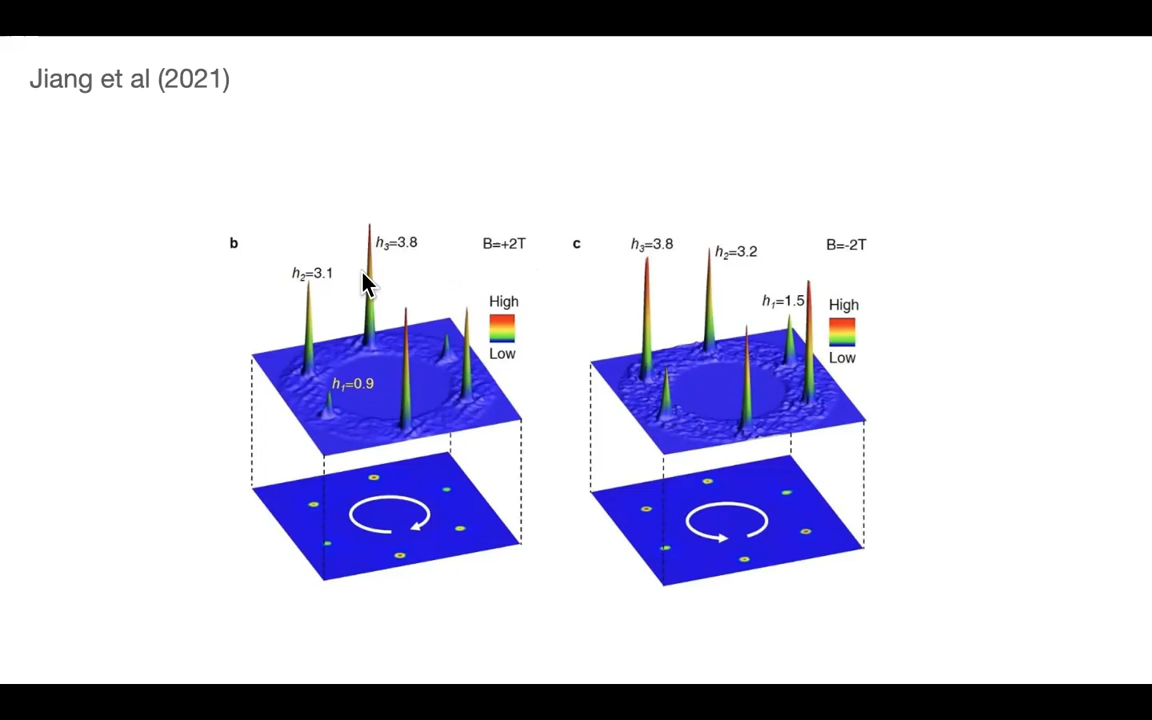 Jiang et al (2021)
b
h₃=3.8
B=+2T
h₂=3.1
High
Low
h₁=0.9
c
h₃=3.8
h₂=3.2
B=-2T
h₁=1.5
High
Low